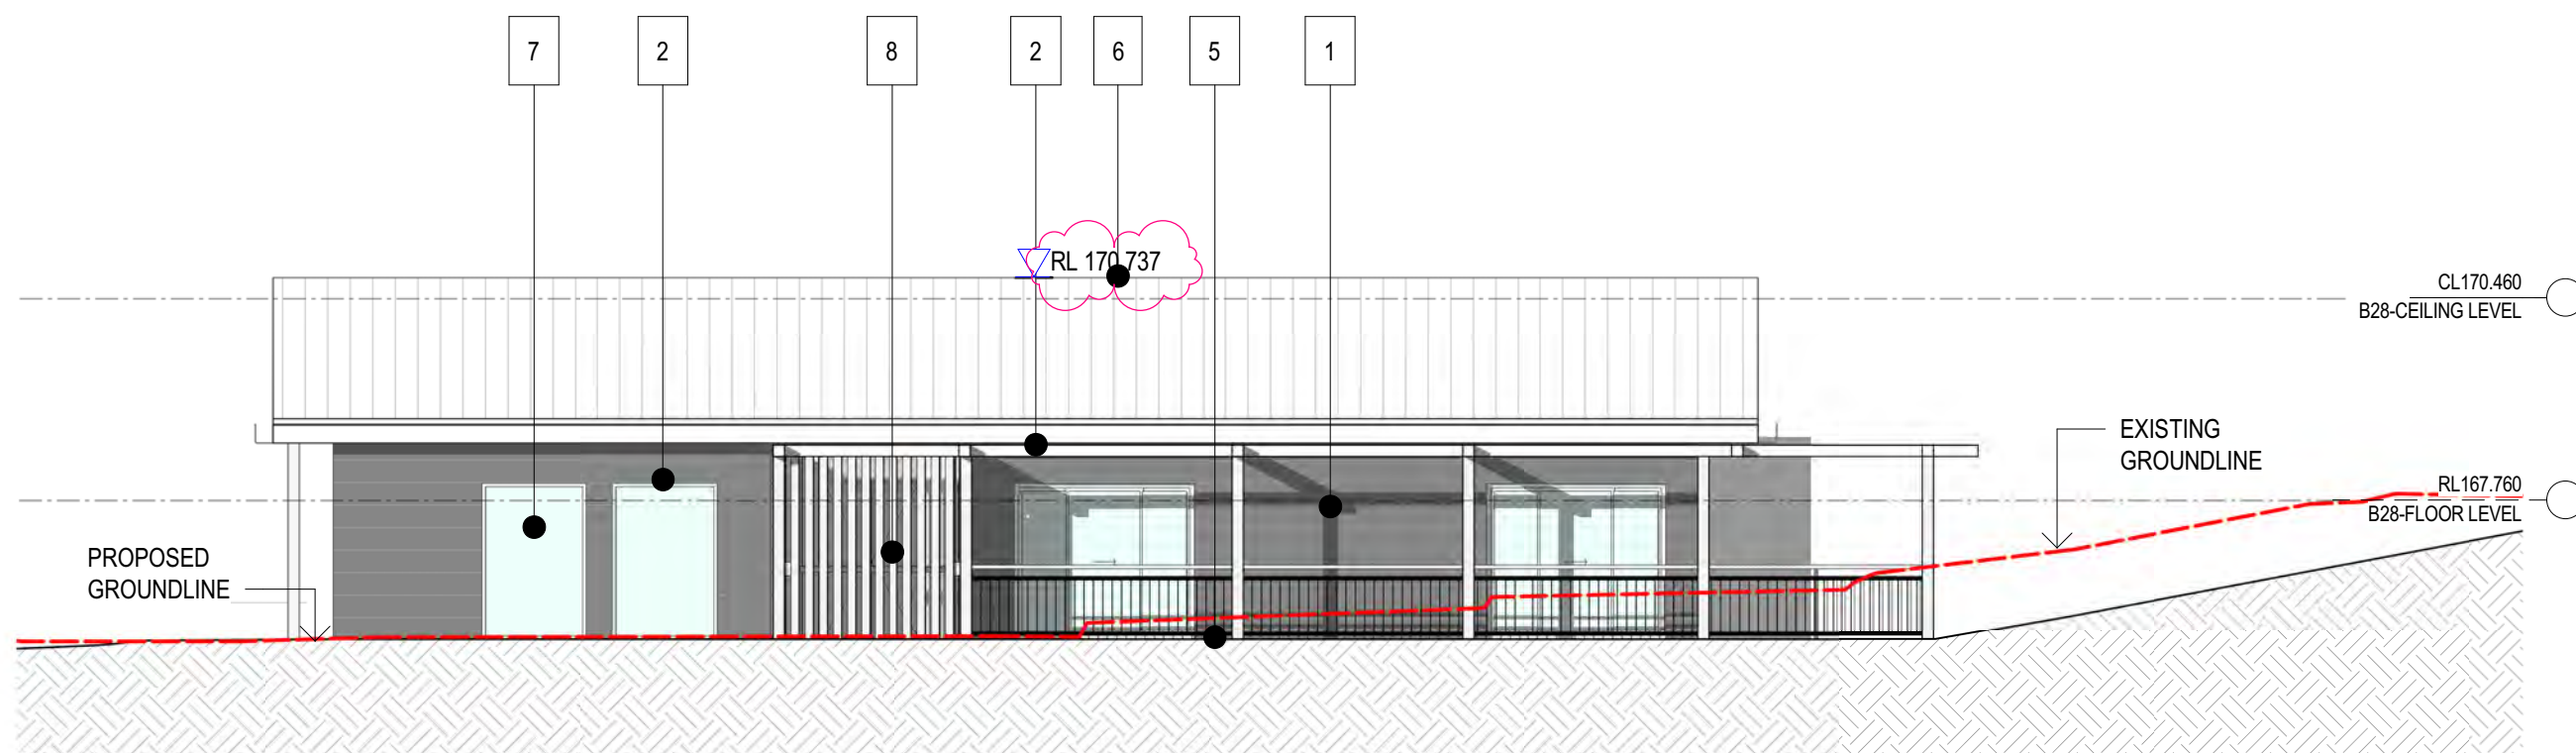 7
2
8
2
6
5
1
RL 170.737
CL170.460
B28-CEILING LEVEL
EXISTING
GROUNDLINE
RL167.760
B28-FLOOR LEVEL
PROPOSED
GROUNDLINE